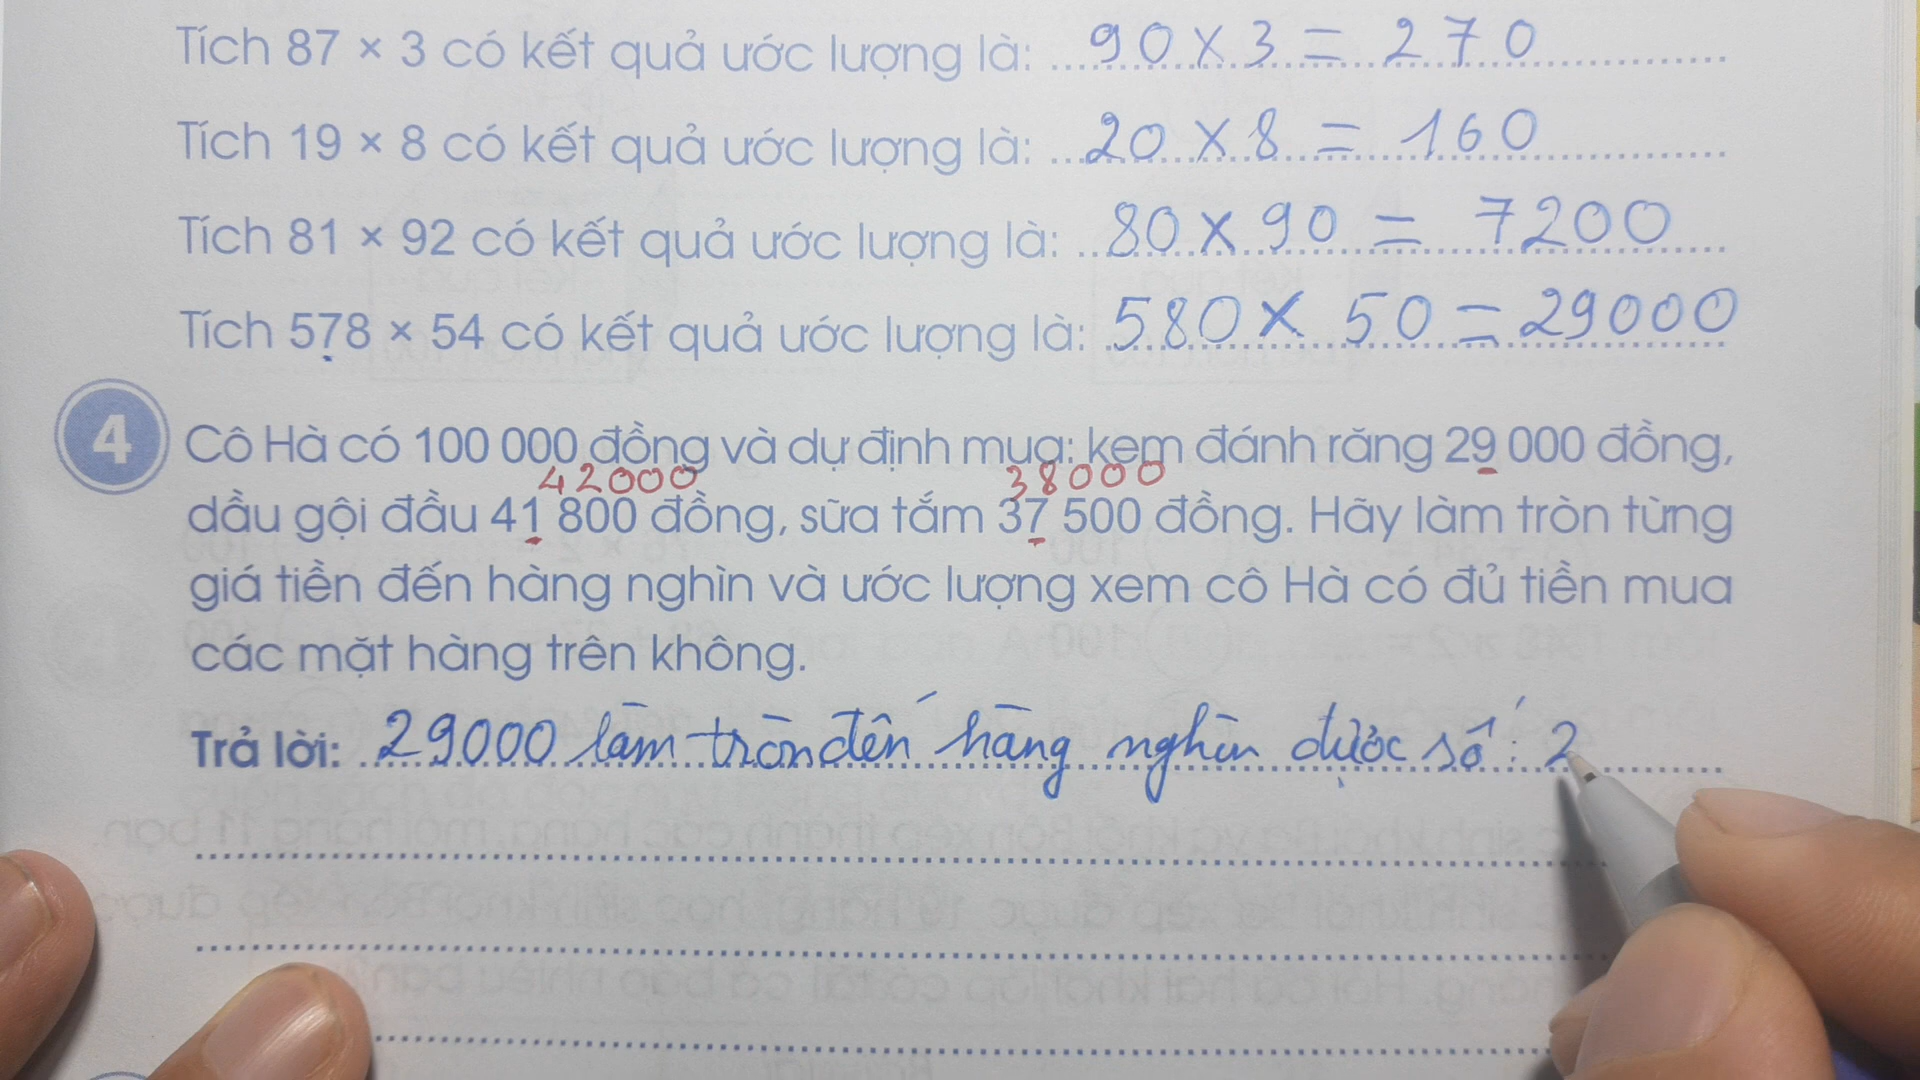 Tích 87 × 3 có kết quả ước lượng là: 90 x 3 = 270
Tích 19 × 8 có kết quả ước lượng là: 20 x 8 = 160
Tích 81 × 92 có kết quả ước lượng là: 80 x 90 = 7200
Tích 578 × 54 có kết quả ước lượng là: 580 x 50 = 29000
4 Cô Hà có 100 000 đồng và dự định mua: kem đánh răng 29 000 đồng,
42000 38000
dầu gội đầu 41 800 đồng, sữa tắm 37 500 đồng. Hãy làm tròn từng
giá tiền đến hàng nghìn và ước lượng xem cô Hà có đủ tiền mua
các mặt hàng trên không.
Trả lời: 29000 làm tròn đến hàng nghìn được số: 2